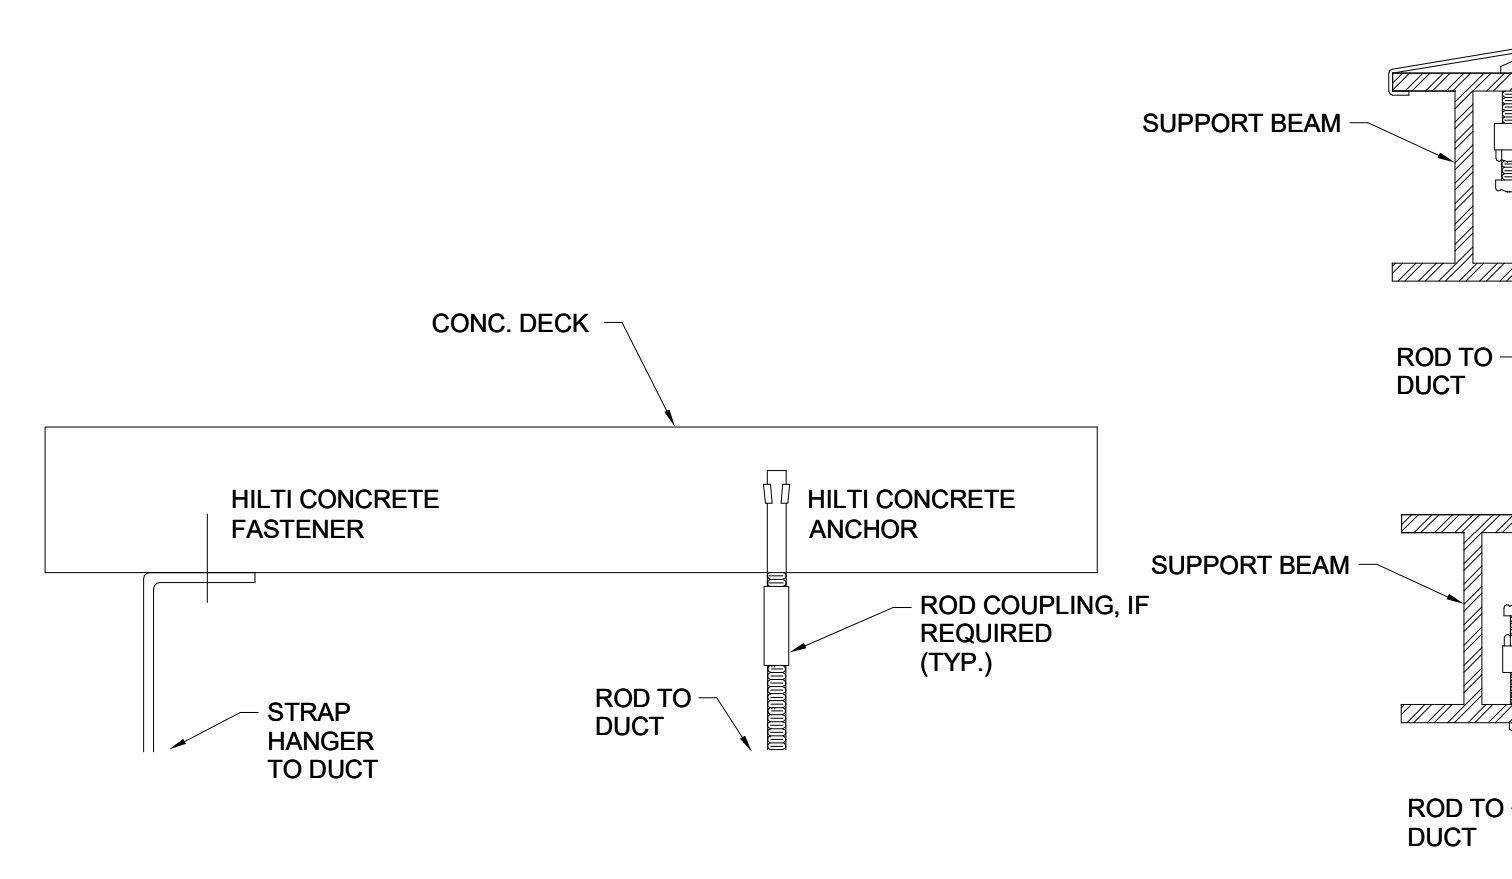 SUPPORT BEAM
ROD TO
DUCT
CONC. DECK
HILTI CONCRETE
FASTENER
HILTI CONCRETE
ANCHOR
SUPPORT BEAM
ROD COUPLING, IF
REQUIRED
(TYP.)
ROD TO
DUCT
STRAP
HANGER
TO DUCT
ROD TO
DUCT